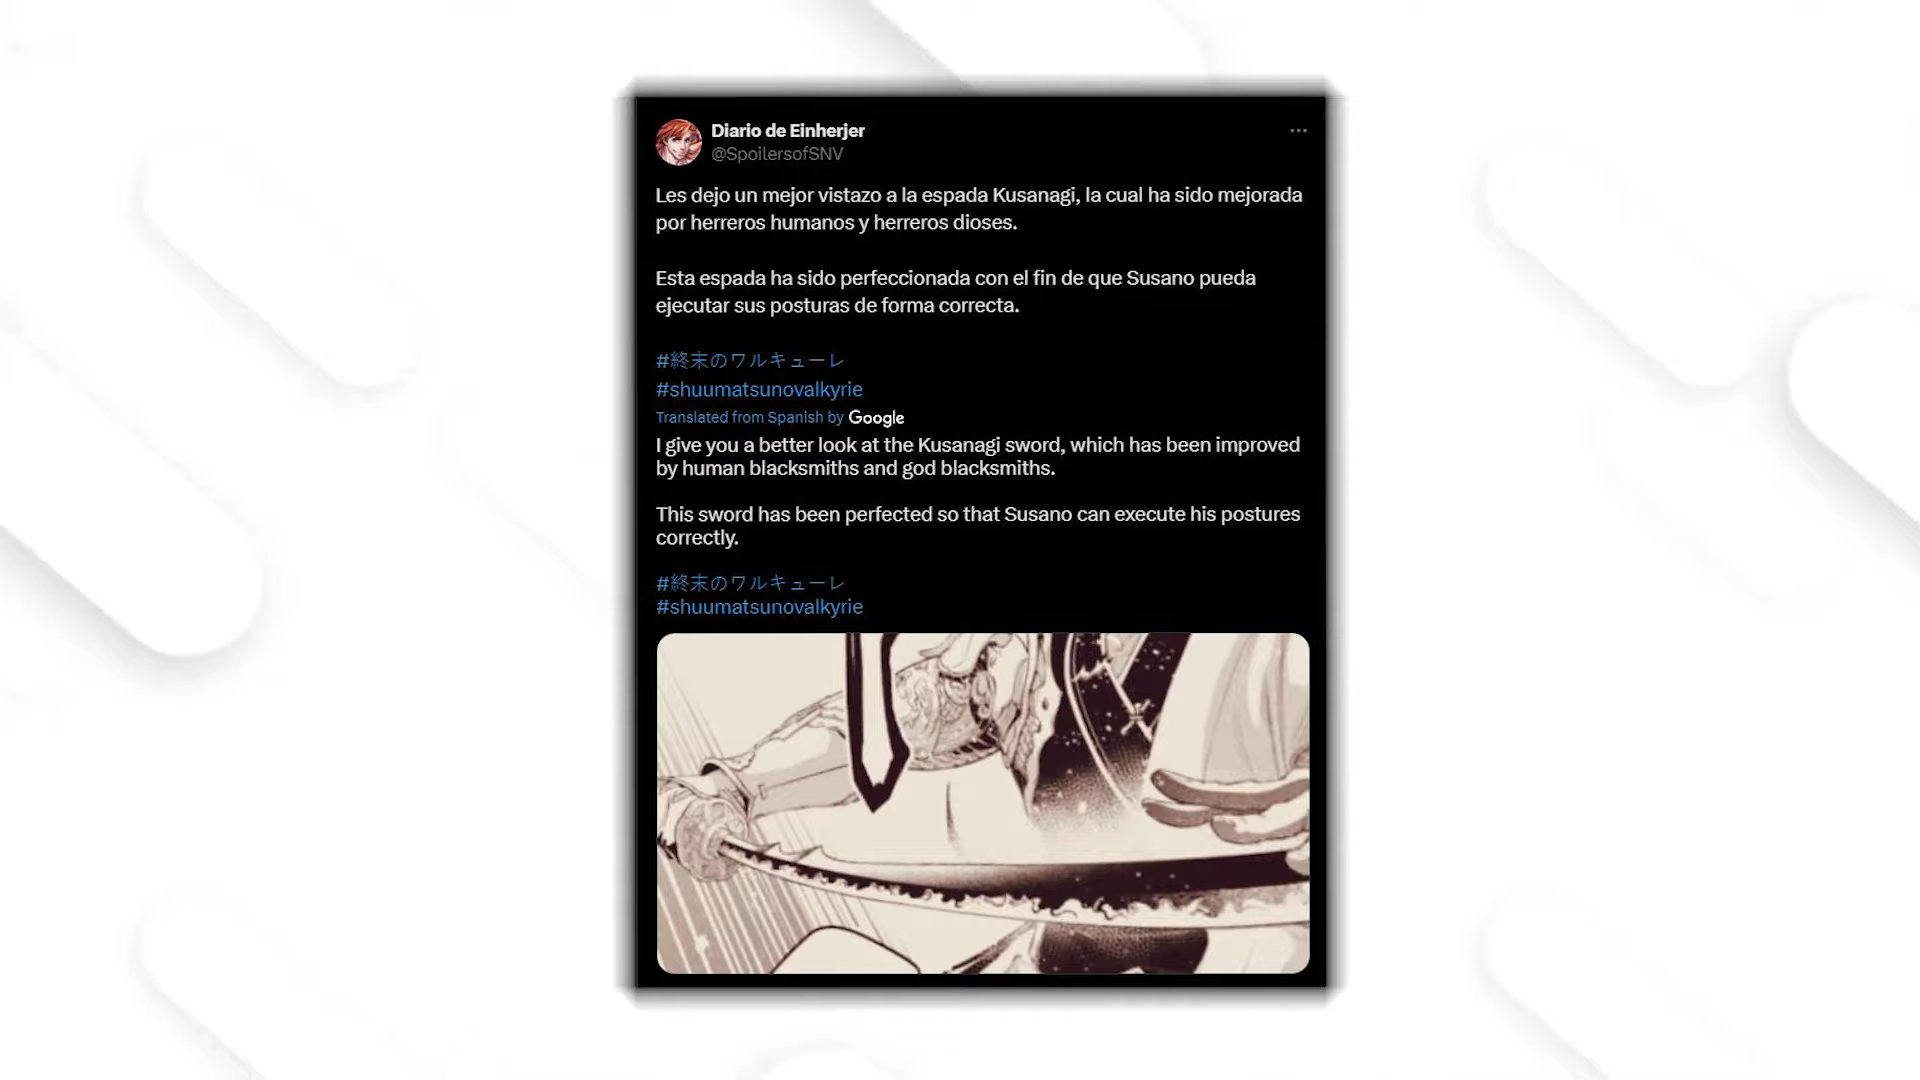 Diario de Einherjer
@SpoilersofSNV
Les dejo un mejor vistazo a la espada Kusanagi, la cual ha sido mejorada
por herreros humanos y herreros dioses.
Esta espada ha sido perfeccionada con el fin de que Susano pueda
ejecutar sus posturas de forma correcta.
#終末のワルキューレ
#shuumatsunovalkyrie
Translated from Spanish by Google
I give you a better look at the Kusanagi sword, which has been improved
by human blacksmiths and god blacksmiths.
This sword has been perfected so that Susano can execute his postures
correctly.
#終末のワルキューレ
#shuumatsunovalkyrie